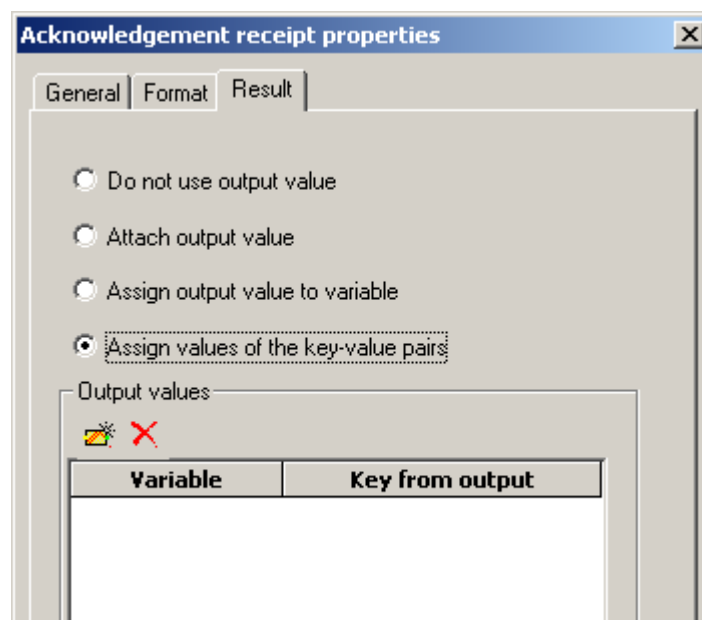 Acknowledgement receipt properties
General Format Result
Do not use output value
Attach output value
Assign output value to variable
Assign values of the key-value pairs
Output values
Variable Key from output